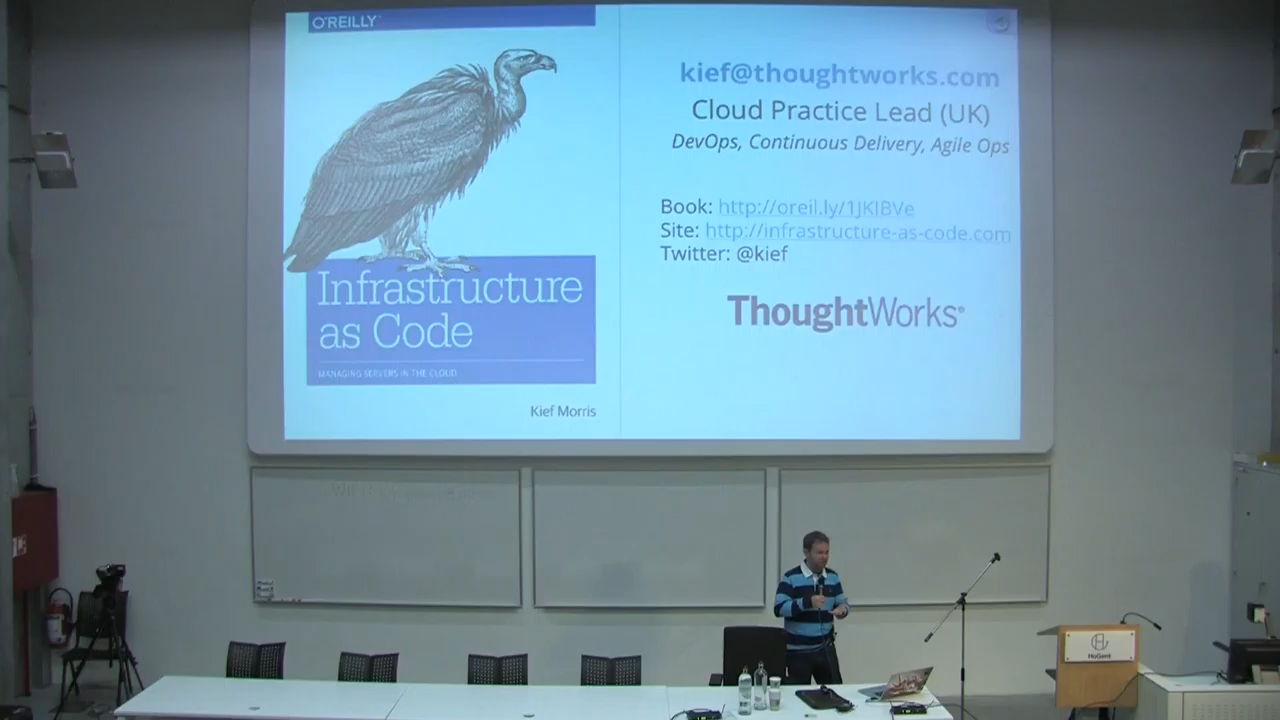 O'REILLY
Infrastructure
as Code
MANAGING SERVERS IN THE CLOUD
Kief Morris
kief@thoughtworks.com
Cloud Practice Lead (UK)
DevOps, Continuous Delivery, Agile Ops
Book: http://oreil.ly/1JKIBVe
Site: http://infrastructure-as-code.com
Twitter: @kief
ThoughtWorks®
HoGent